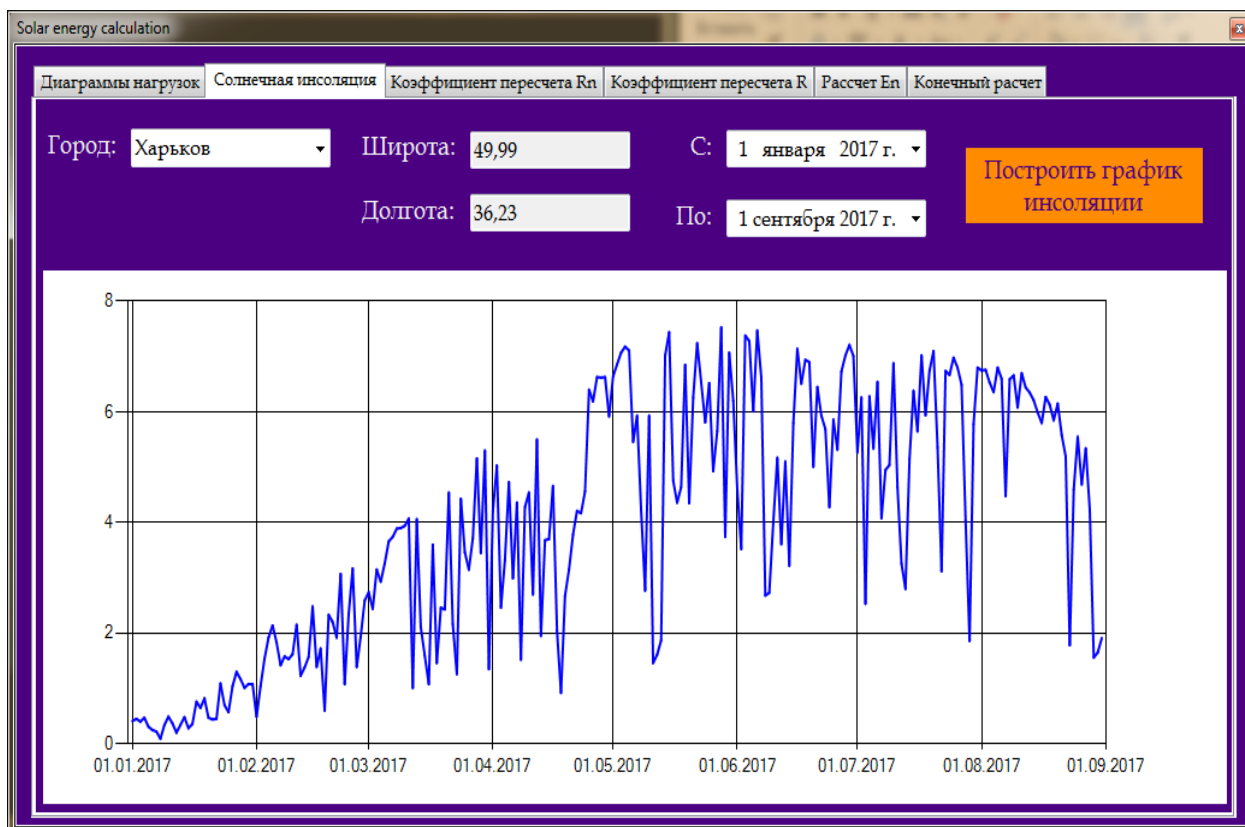 Solar energy calculation
Диаграммы нагрузок Солнечная инсоляция Коэффициент пересчета Rn Коэффициент пересчета R Рассчет En Конечный расчет
Город: Харьков Широта: 49,99 С: 1 января 2017 г.
Построить график
инсоляции
Долгота: 36,23 По: 1 сентября 2017 г.
8
6
4
2
0
01.01.2017 01.02.2017 01.03.2017 01.04.2017 01.05.2017 01.06.2017 01.07.2017 01.08.2017 01.09.2017